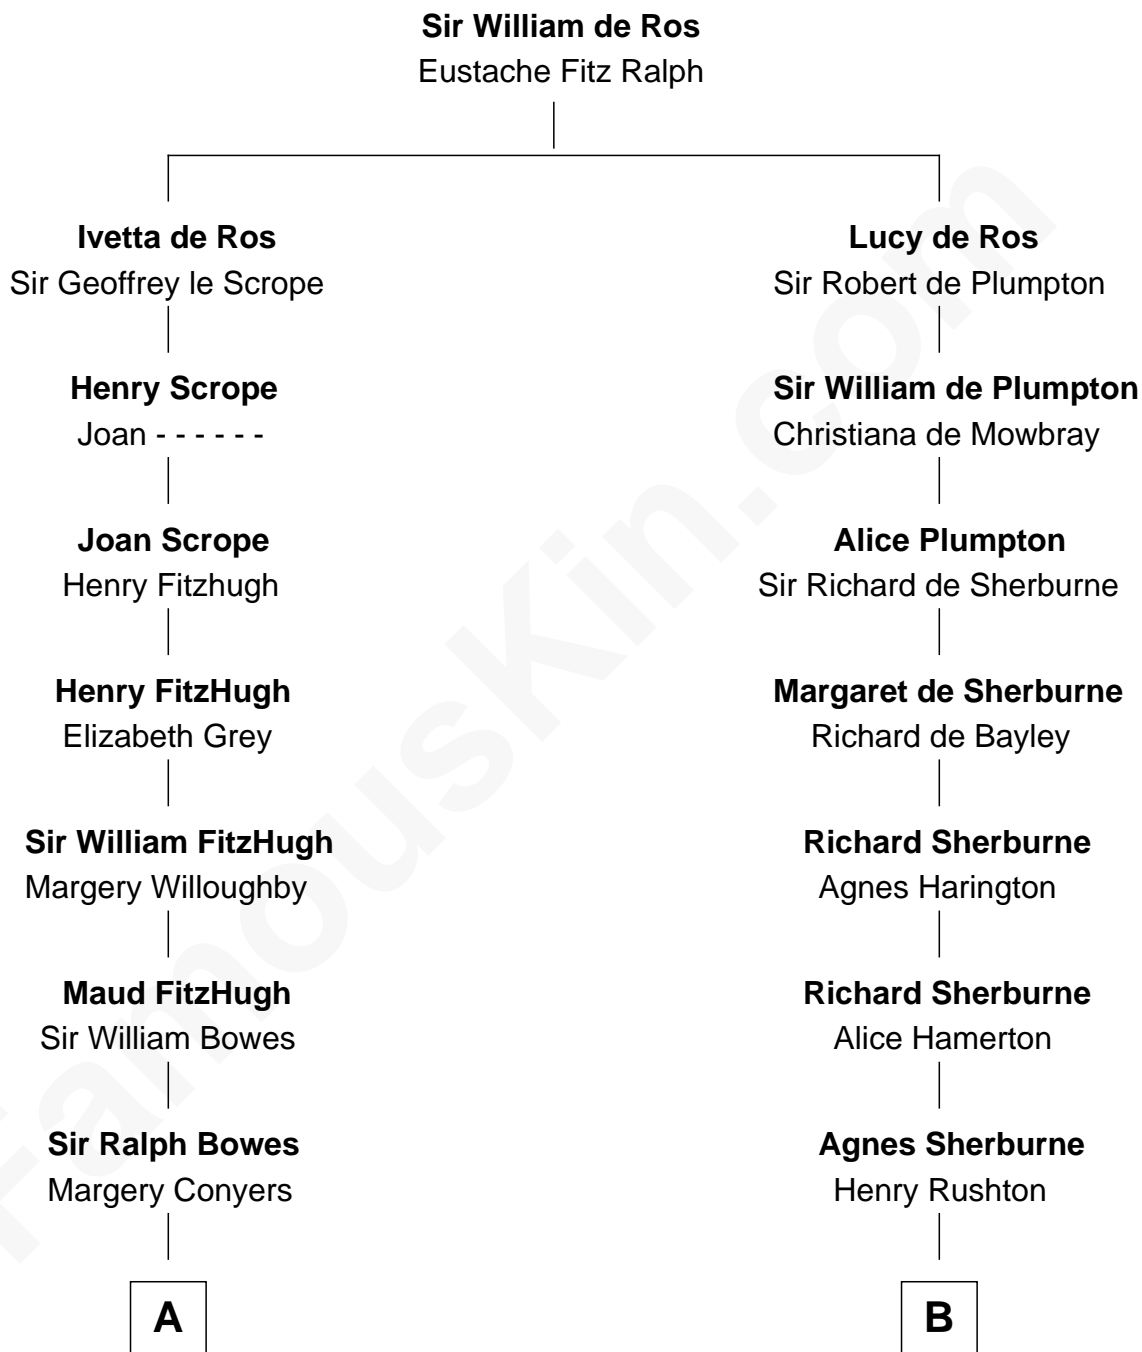 Sir William de Ros
Eustache Fitz Ralph
Ivetta de Ros
Sir Geoffrey le Scrope
Lucy de Ros
Sir Robert de Plumpton
Henry Scrope
Joan - - - - - -
Sir William de Plumpton
Christiana de Mowbray
Joan Scrope
Henry Fitzhugh
Alice Plumpton
Sir Richard de Sherburne
Henry FitzHugh
Elizabeth Grey
Margaret de Sherburne
Richard de Bayley
Sir William FitzHugh
Margery Willoughby
Richard Sherburne
Agnes Harington
Maud FitzHugh
Sir William Bowes
Richard Sherburne
Alice Hamerton
Sir Ralph Bowes
Margery Conyers
Agnes Sherburne
Henry Rushton
A
B
FamousKin.com